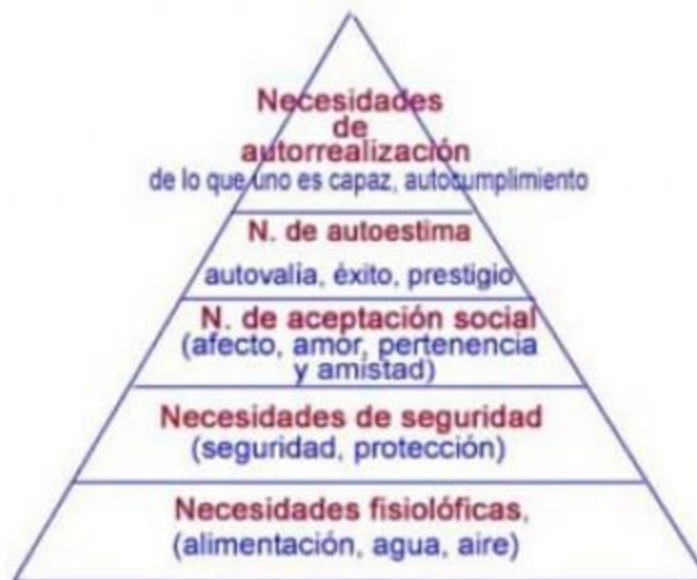 Necesidades
de
autorrealización
de lo que uno es capaz, autocumplimiento
N. de autoestima
autovalía, éxito, prestigio
N. de aceptación social
(afecto, amor, pertenencia
y amistad)
Necesidades de seguridad
(seguridad, protección)
Necesidades fisiolóficas,
(alimentación, agua, aire)